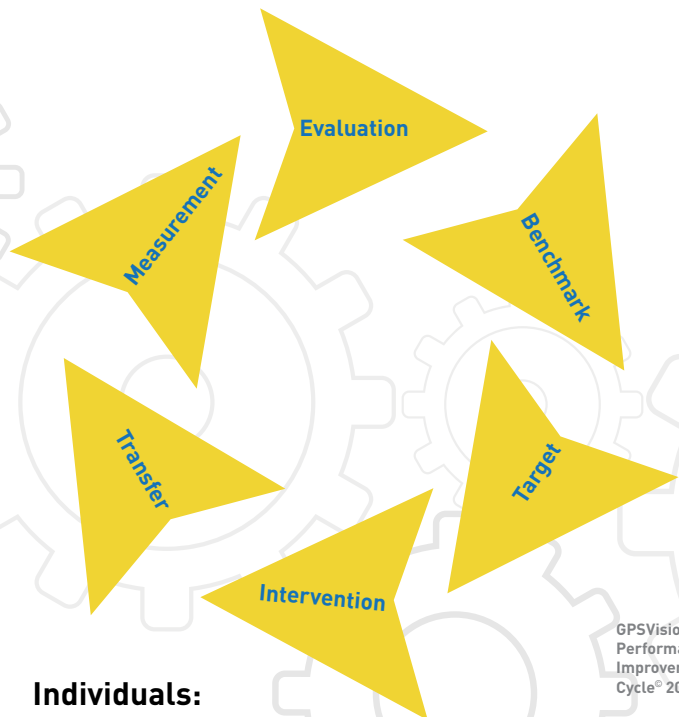 Evaluation
Benchmark
Target
Intervention
Transfer
Measurement
Individuals: